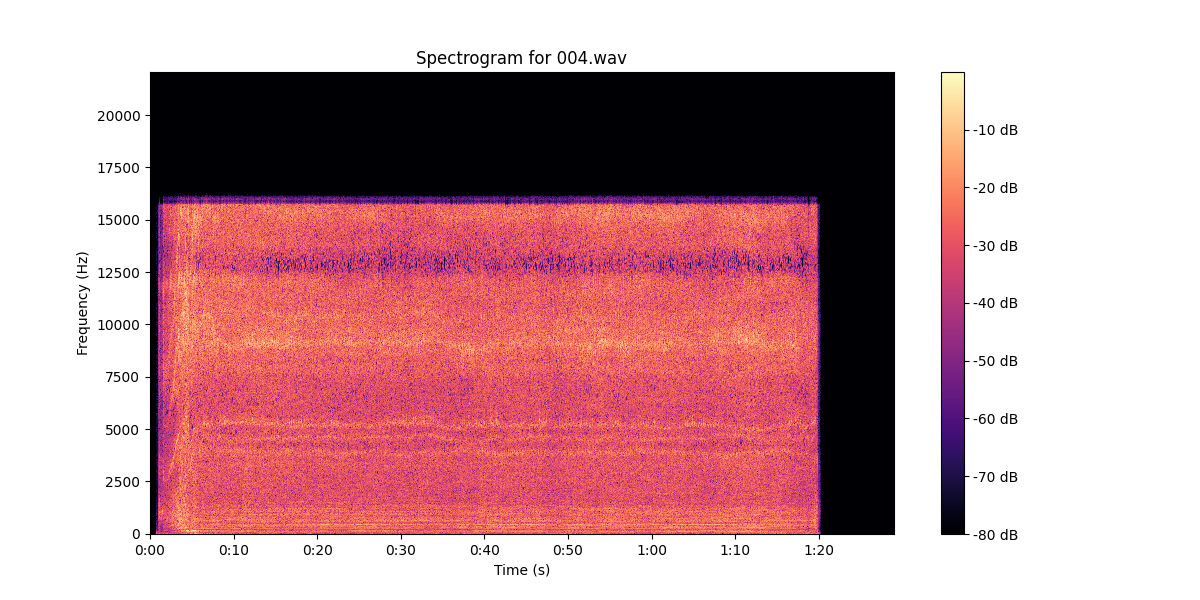 Spectrogram for 004.wav
Frequency (Hz)
20000
17500
15000
12500
10000
7500
5000
2500
0
0:00 0:10 0:20 0:30 0:40 0:50 1:00 1:10 1:20
Time (s)
-10 dB
-20 dB
-30 dB
-40 dB
-50 dB
-60 dB
-70 dB
-80 dB